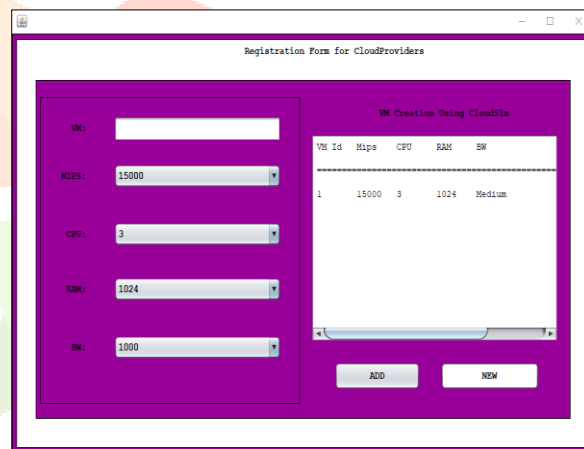 Registration Form for CloudProviders
VM:
MIPS:
15000
CPU:
3
RAM:
1024
BW:
1000
VM Creation Using CloudSim
VM Id Mips CPU RAM BW
==================================================
1 15000 3 1024 Medium
ADD
NEW